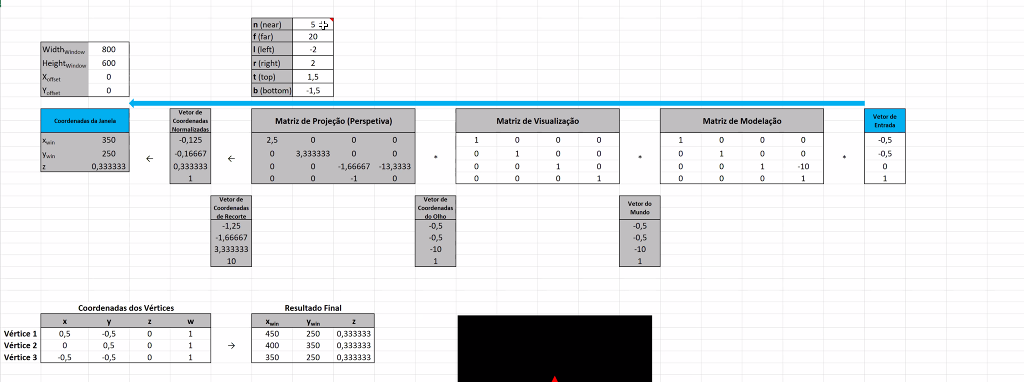 n (near) 5
f (far) 20
l (left) -2
r (right) 2
t (top) 1,5
b (bottom) -1,5
Width Window 800
Height Window 600
X offset 0
Y offset 0
Coordenadas da Janela
x win 350
y win 250
z 0,333333
←
Vetor de Coordenadas Normalizadas
-0,125
-0,16667
0,333333
1
←
Matriz de Projeção (Perspetiva)
2,5 0 0 0
0 3,333333 0 0
0 0 -1,66667 -13,3333
0 0 -1 0
*
Matriz de Visualização
1 0 0 0
0 1 0 0
0 0 1 0
0 0 0 1
*
Matriz de Modelação
1 0 0 0
0 1 0 0
0 0 1 -10
0 0 0 1
*
Vetor de Entrada
-0,5
-0,5
0
1
Vetor de Coordenadas de Recorte
-1,25
-1,66667
3,333333
10
Vetor de Coordenadas do Olho
-0,5
-0,5
-10
1
Vetor do Mundo
-0,5
-0,5
-10
1
Coordenadas dos Vértices
x y z w
Vértice 1 0,5 -0,5 0 1
Vértice 2 0 0,5 0 1
Vértice 3 -0,5 -0,5 0 1
→
Resultado Final
x win y win z
450 250 0,333333
400 350 0,333333
350 250 0,333333